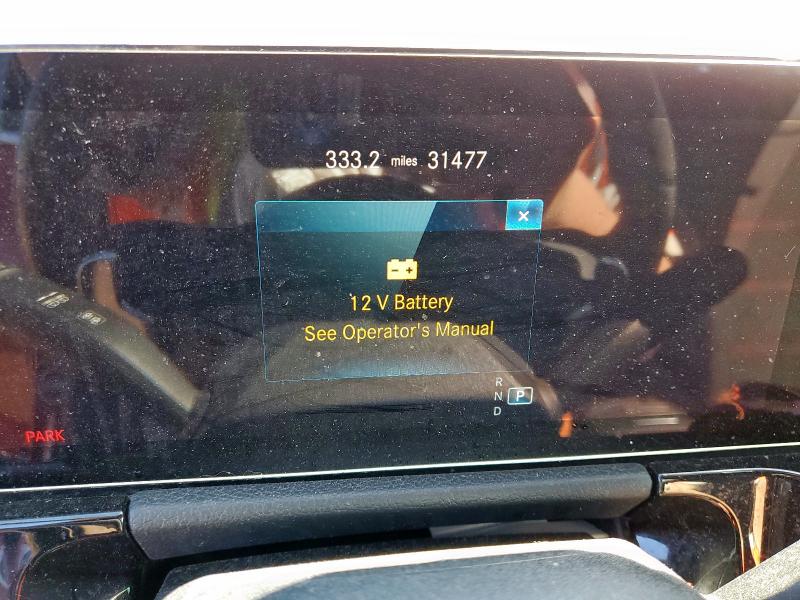 333.2 miles 31477
×
12 V Battery
See Operator's Manual
R
N P
D
PARK